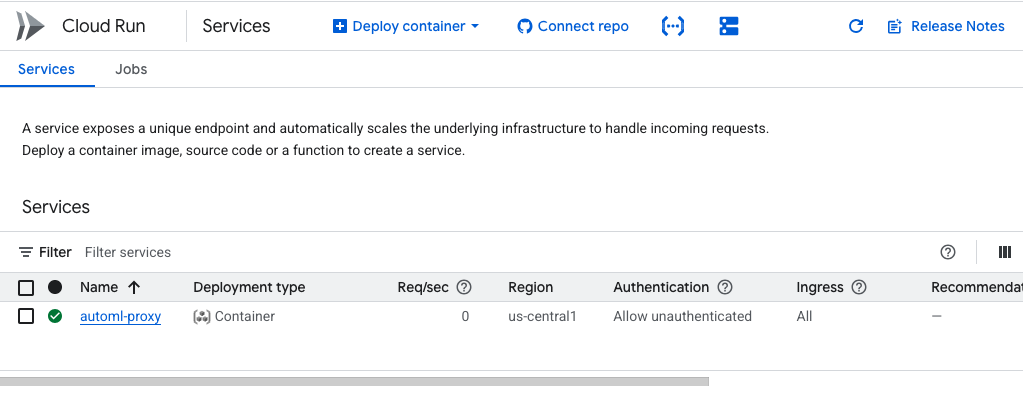 Cloud Run Services Deploy container Connect repo Release Notes
Services Jobs
A service exposes a unique endpoint and automatically scales the underlying infrastructure to handle incoming requests.
Deploy a container image, source code or a function to create a service.
Services
Filter Filter services
Name Deployment type Req/sec Region Authentication Ingress Recommendat
automl-proxy Container 0 us-central1 Allow unauthenticated All —